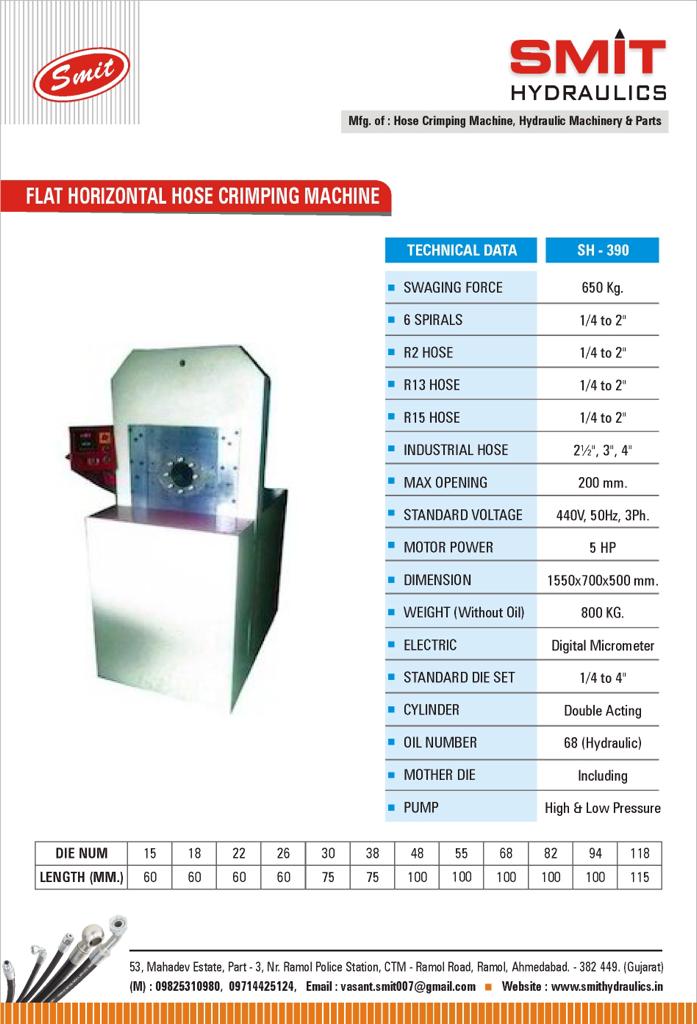 Smit
SMIT
HYDRAULICS
Mfg. of : Hose Crimping Machine, Hydraulic Machinery & Parts
FLAT HORIZONTAL HOSE CRIMPING MACHINE
TECHNICAL DATA SH - 390
SWAGING FORCE 650 Kg.
6 SPIRALS 1/4 to 2"
R2 HOSE 1/4 to 2"
R13 HOSE 1/4 to 2"
R15 HOSE 1/4 to 2"
INDUSTRIAL HOSE 2½", 3", 4"
MAX OPENING 200 mm.
STANDARD VOLTAGE 440V, 50Hz, 3Ph.
MOTOR POWER 5 HP
DIMENSION 1550x700x500 mm.
WEIGHT (Without Oil) 800 KG.
ELECTRIC Digital Micrometer
STANDARD DIE SET 1/4 to 4"
CYLINDER Double Acting
OIL NUMBER 68 (Hydraulic)
MOTHER DIE Including
PUMP High & Low Pressure
SMIT
DIE NUM 15 18 22 26 30 38 48 55 68 82 94 118
LENGTH (MM.) 60 60 60 60 75 75 100 100 100 100 100 115
53, Mahadev Estate, Part - 3, Nr. Ramol Police Station, CTM - Ramol Road, Ramol, Ahmedabad. - 382 449. (Gujarat)
(M) : 09825310980, 09714425124, Email : vasant.smit007@gmail.com ■ Website : www.smithydraulics.in